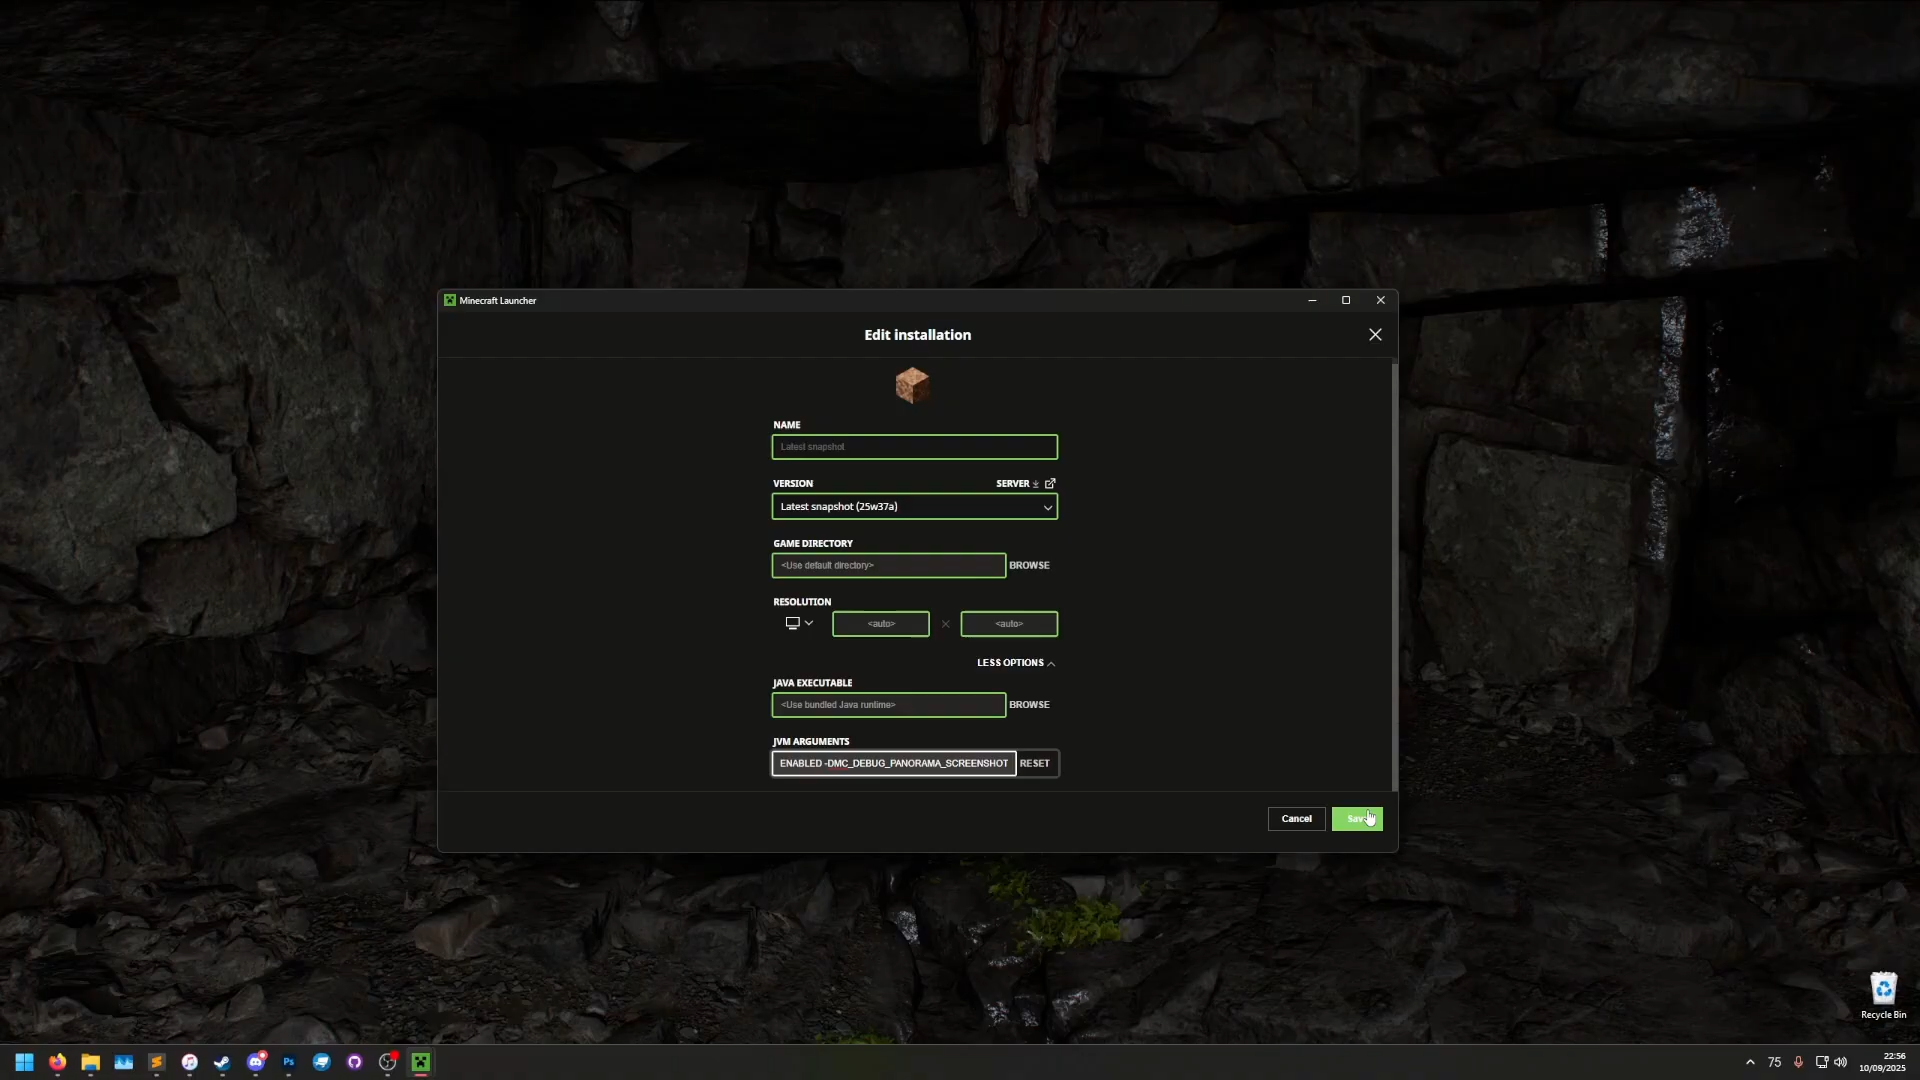 Minecraft Launcher
Edit installation
NAME
Latest snapshot
VERSION
SERVER
Latest snapshot (25w37a)
GAME DIRECTORY
<Use default directory>
BROWSE
RESOLUTION
<auto>
<auto>
LESS OPTIONS
JAVA EXECUTABLE
<Use bundled Java runtime>
BROWSE
JVM ARGUMENTS
ENABLED -DMC_DEBUG_PANORAMA_SCREENSHOT
RESET
Cancel
Save
Recycle Bin
Ps
75
22:56
10/09/2025